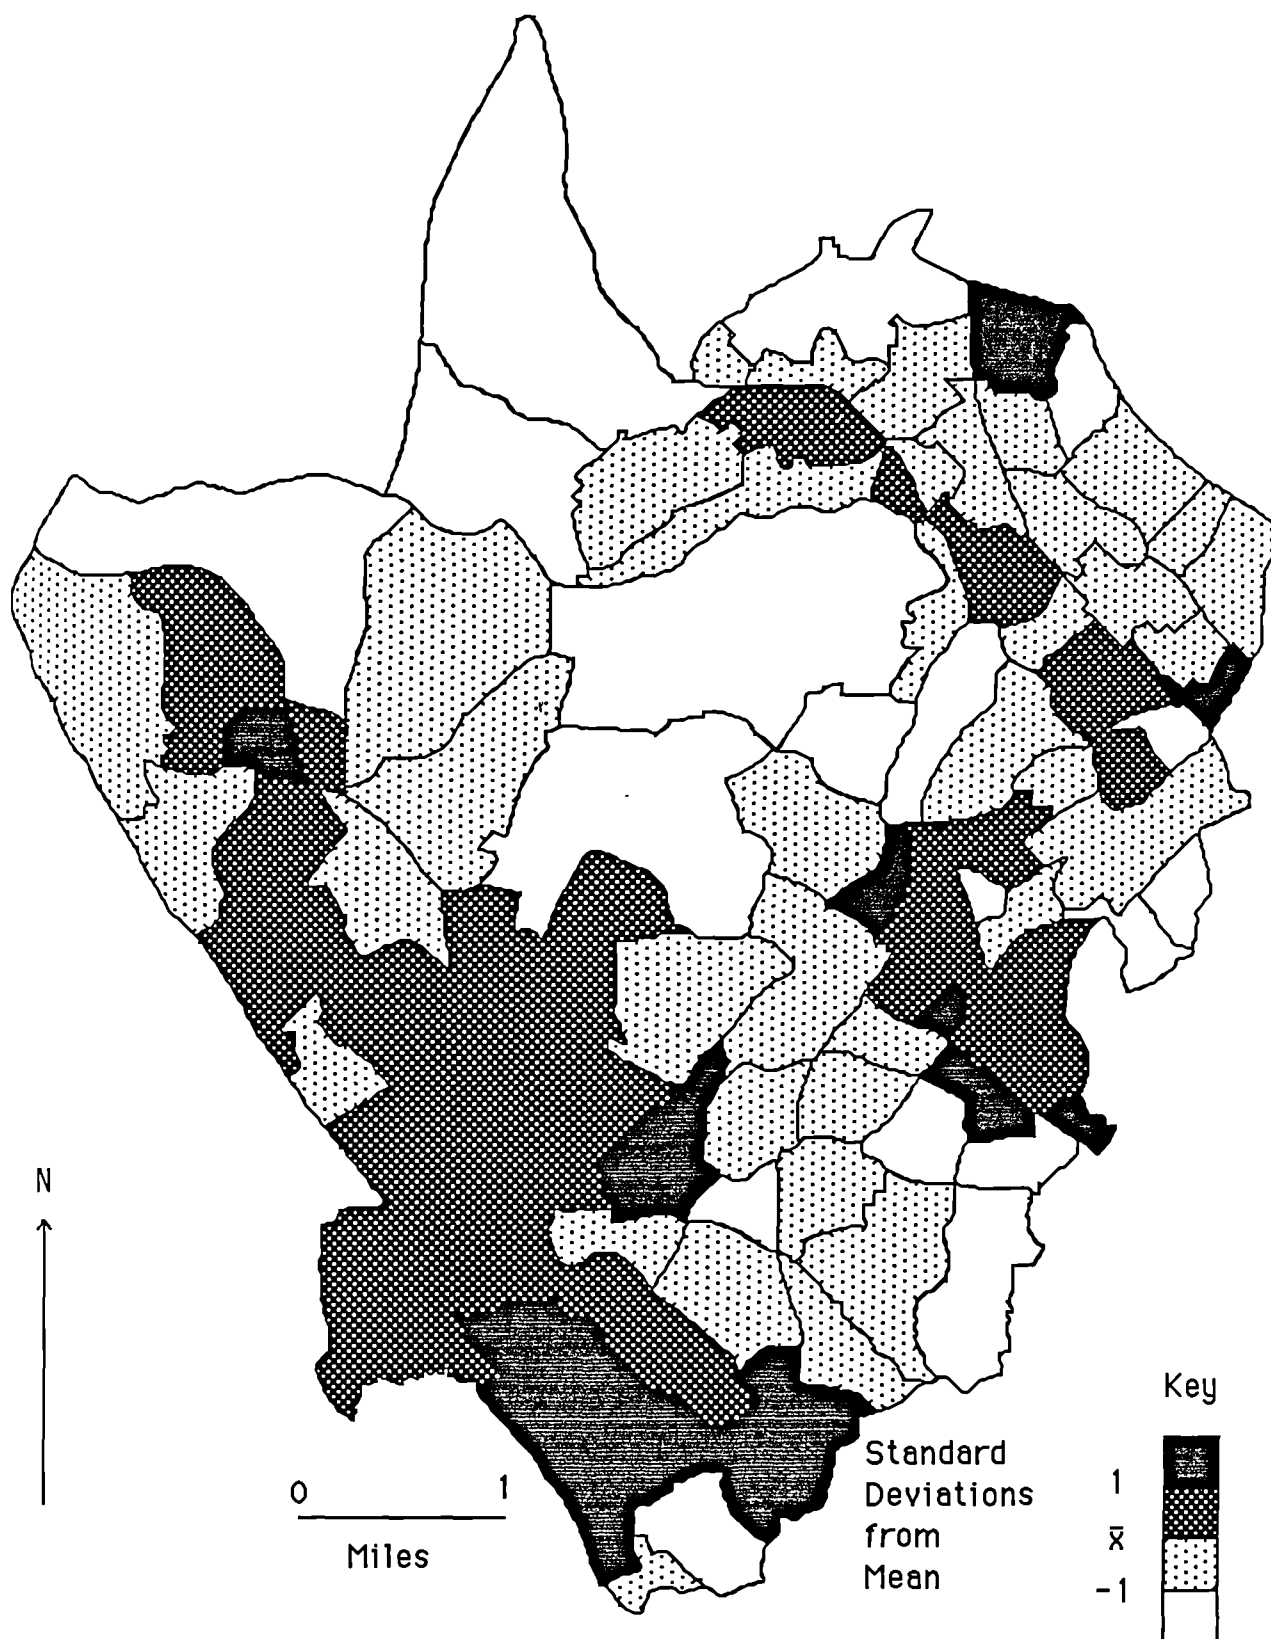 N
0 1
Miles
Key
Standard
Deviations
from
Mean
1
x̄
-1